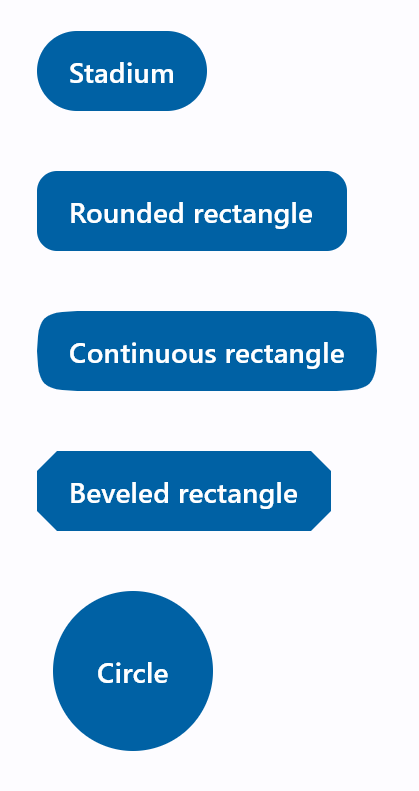 Stadium
Rounded rectangle
Continuous rectangle
Beveled rectangle
Circle